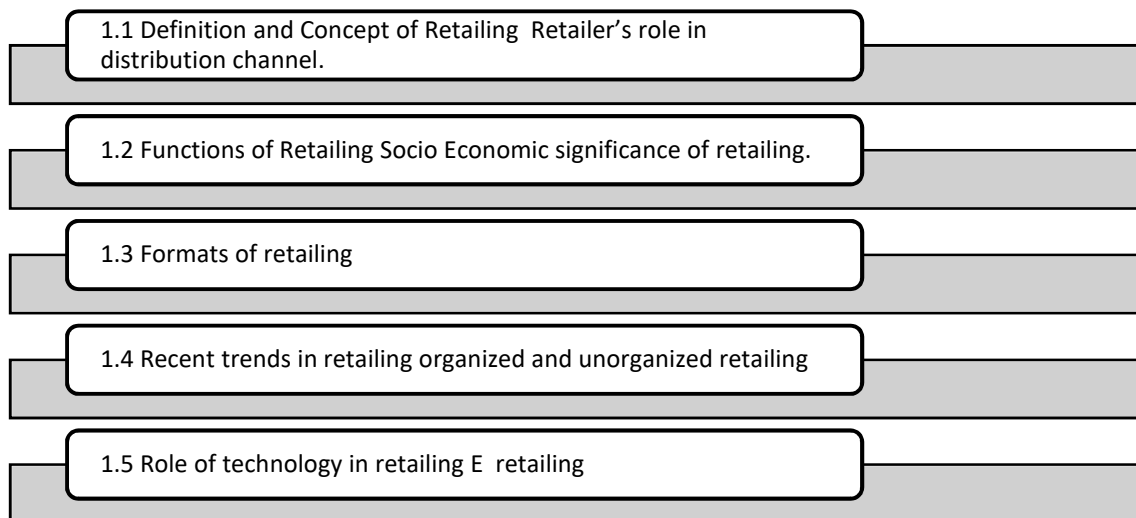 1.1 Definition and Concept of Retailing  Retailer’s role in
distribution channel.
1.2 Functions of Retailing Socio Economic significance of retailing.
1.3 Formats of retailing
1.4 Recent trends in retailing organized and unorganized retailing
1.5 Role of technology in retailing E  retailing